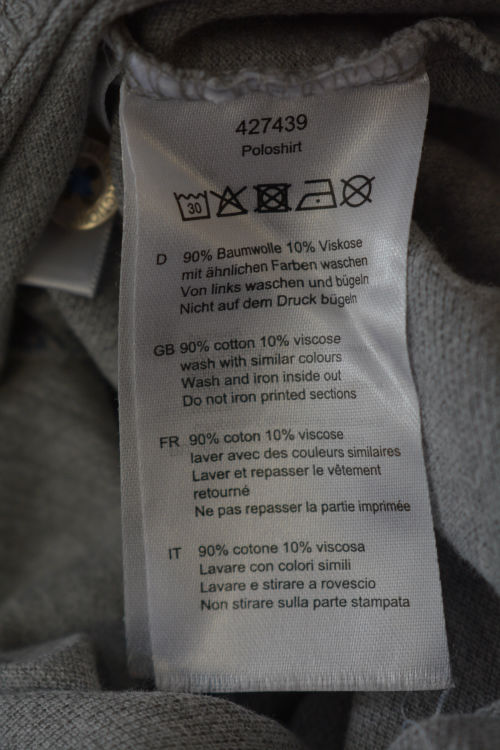 427439
Poloshirt
30
D 90% Baumwolle 10% Viskose
mit ähnlichen Farben waschen
Von links waschen und bügeln
Nicht auf dem Druck bügeln
GB 90% cotton 10% viscose
wash with similar colours
Wash and iron inside out
Do not iron printed sections
FR 90% coton 10% viscose
laver avec des couleurs similaires
Laver et repasser le vêtement
retourné
Ne pas repasser la partie imprimée
IT 90% cotone 10% viscosa
Lavare con colori simili
Lavare e stirare a rovescio
Non stirare sulla parte stampata